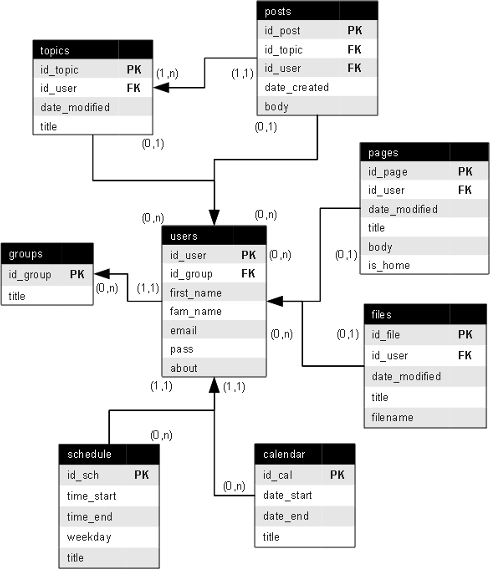 posts
id_post PK
id_topic FK
id_user FK
date_created
body
topics
id_topic PK
id_user FK
date_modified
title
(1,n)
(1,1)
(0,1)
(0,1)
pages
id_page PK
id_user FK
date_modified
title
body
is_home
(0,n)
(0,n)
users
id_user PK
id_group FK
first_name
fam_name
email
pass
about
(0,n)
(0,1)
groups
id_group PK
title
(0,n)
(1,1)
(0,n)
(0,1)
files
id_file PK
id_user FK
date_modified
title
filename
(1,1)
(1,1)
(0,n)
schedule
id_sch PK
time_start
time_end
weekday
title
(0,n)
calendar
id_cal PK
date_start
date_end
title